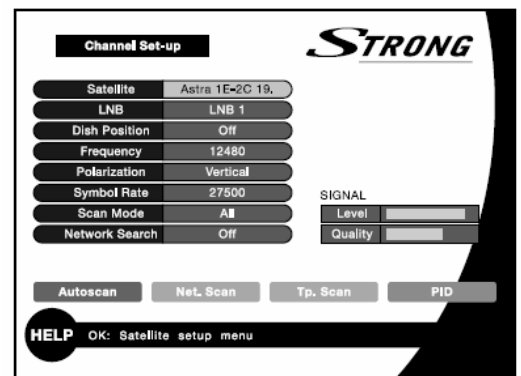 Channel Set-up
STRONG
Satellite Astra 1E-2C 19.
LNB LNB 1
Dish Position Off
Frequency 12480
Polarization Vertical
Symbol Rate 27500
Scan Mode All
Network Search Off
SIGNAL
Level
Quality
Autoscan Net. Scan Tp. Scan PID
HELP OK: Satellite setup menu